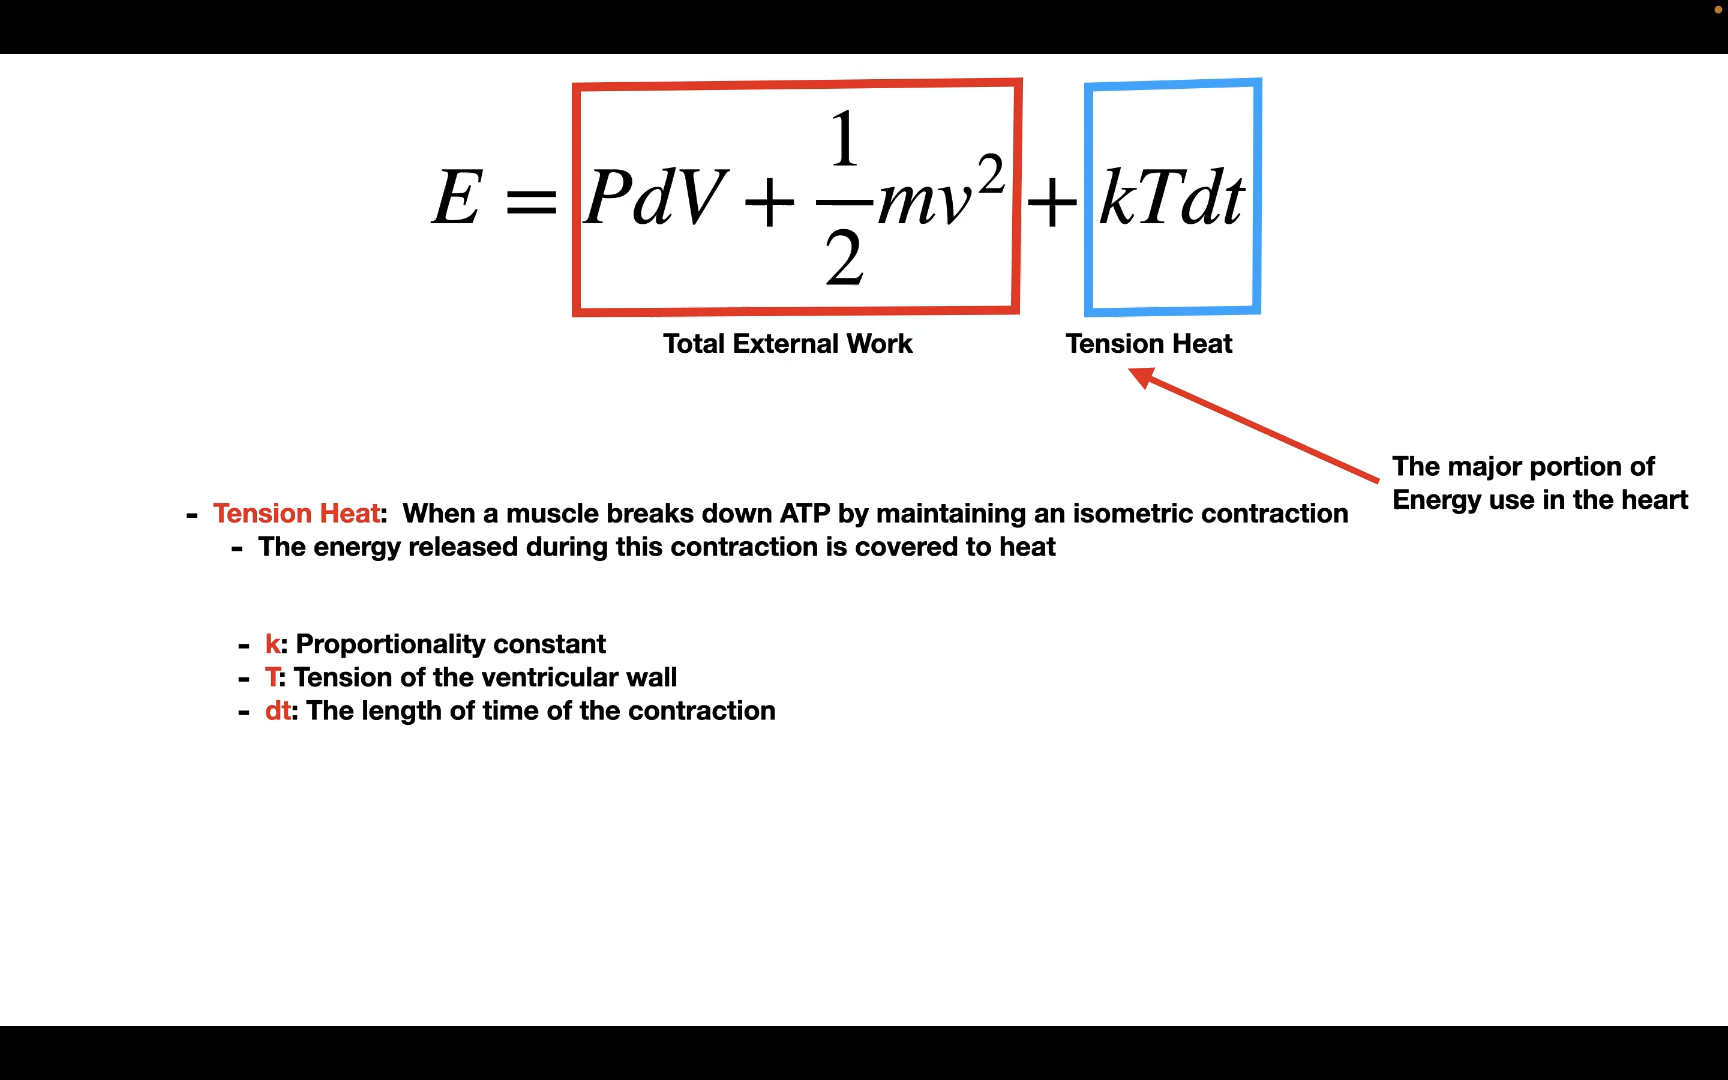 E = PdV + 1/2 mv² + kTdt
Total External Work
Tension Heat
The major portion of
Energy use in the heart
- Tension Heat: When a muscle breaks down ATP by maintaining an isometric contraction
- The energy released during this contraction is covered to heat
- k: Proportionality constant
- T: Tension of the ventricular wall
- dt: The length of time of the contraction